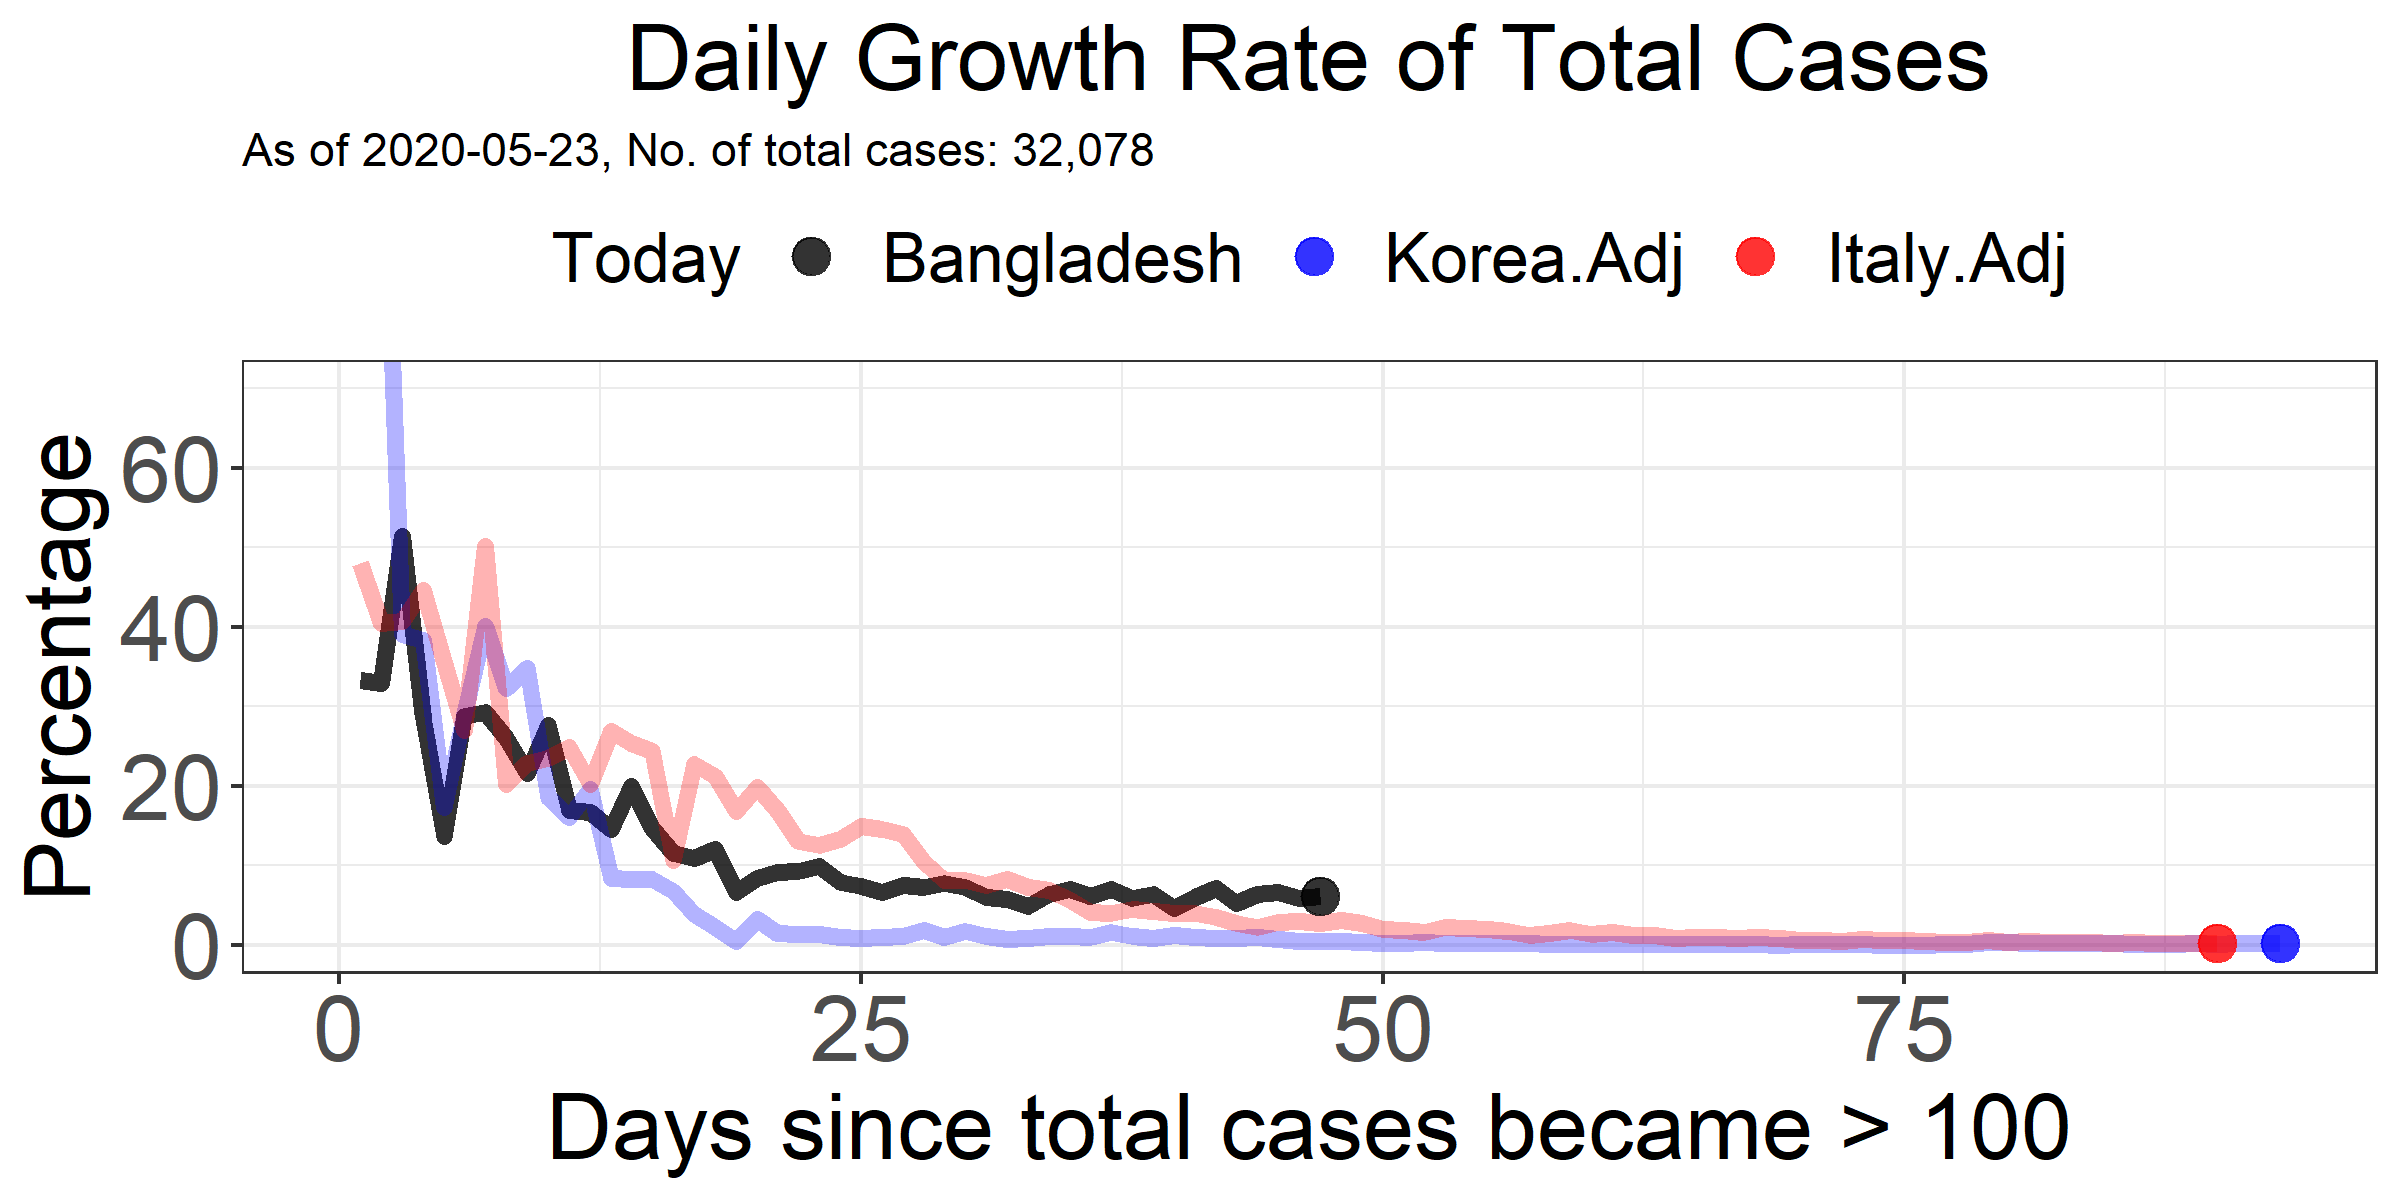 Daily Growth Rate of Total Cases
As of 2020-05-23, No. of total cases: 32,078
Today Bangladesh Korea.Adj Italy.Adj
Percentage
60
40
20
0
0 25 50 75
Days since total cases became > 100